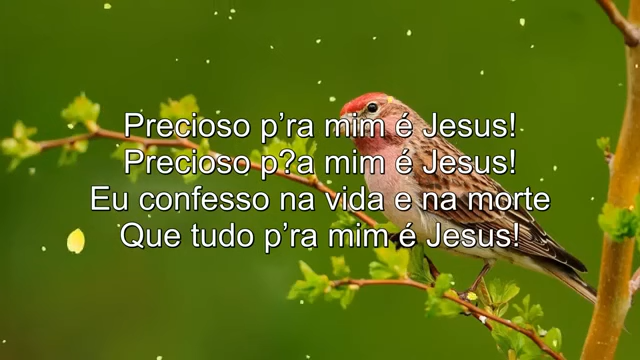 Precioso p’ra mim é Jesus!
Precioso p?a mim é Jesus!
Eu confesso na vida e na morte
Que tudo p’ra mim é Jesus!